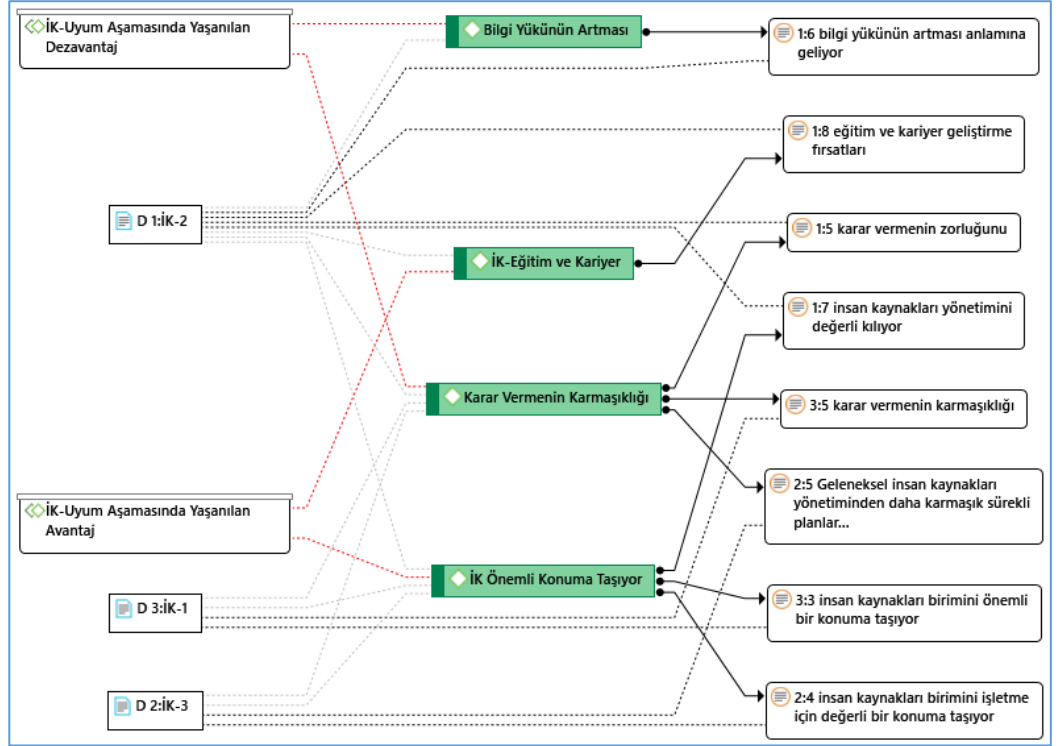 İK-Uyum Aşamasında Yaşanılan
Dezavantaj
D 1:İK-2
İK-Uyum Aşamasında Yaşanılan
Avantaj
D 3:İK-1
D 2:İK-3
Bilgi Yükünün Artması
İK-Eğitim ve Kariyer
Karar Vermenin Karmaşıklığı
İK Önemli Konuma Taşıyor
1:6 bilgi yükünün artması anlamına
geliyor
1:8 eğitim ve kariyer geliştirme
fırsatları
1:5 karar vermenin zorluğunu
1:7 insan kaynakları yönetimini
değerli kılıyor
3:5 karar vermenin karmaşıklığı
2:5 Geleneksel insan kaynakları
yönetiminden daha karmaşık sürekli
planlar...
3:3 insan kaynakları birimini önemli
bir konuma taşıyor
2:4 insan kaynakları birimini işletme
için değerli bir konuma taşıyor